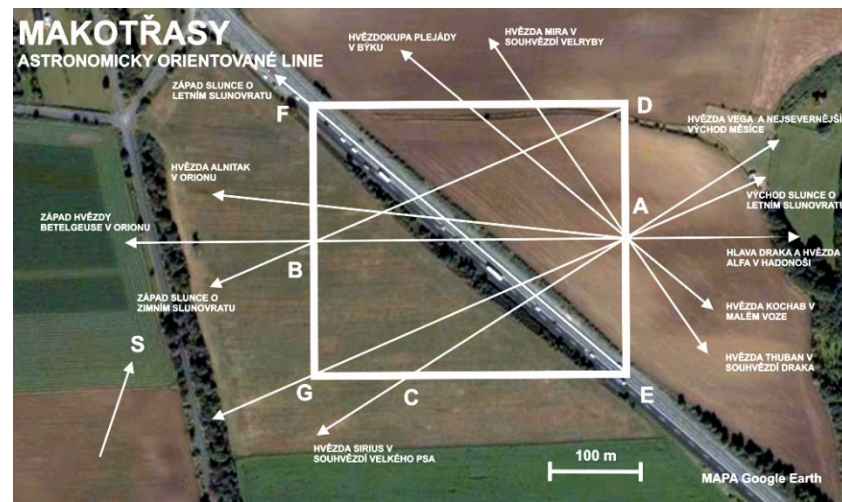 MAKOTŘASY
ASTRONOMICKY ORIENTOVANÉ LINIE
HVĚZDOKUPA PLEJÁDY
V BÝKU
HVĚZDA MIRA V
SOUHVĚZDÍ VELRYBY
ZÁPAD SLUNCE O
LETNÍM SLUNOVRATU
F
D
HVĚZDA VEGA A NEJSEVERNĚJŠÍ
VÝCHOD MĚSÍCE
HVĚZDA ALNITAK
V ORIONU
VÝCHOD SLUNCE O
LETNÍM SLUNOVRATU
A
ZÁPAD HVĚZDY
BETELGEUSE V ORIONU
HLAVA DRAKA A HVĚZDA
ALFA V HADONOŠI
B
ZÁPAD SLUNCE O
ZIMNÍM SLUNOVRATU
HVĚZDA KOCHAB V
MALÉM VOZE
S
HVĚZDA THUBAN V
SOUHVĚZDÍ DRAKA
G
C
E
HVĚZDA SIRIUS V
SOUHVĚZDÍ VELKÉHO PSA
100 m
MAPA Google Earth